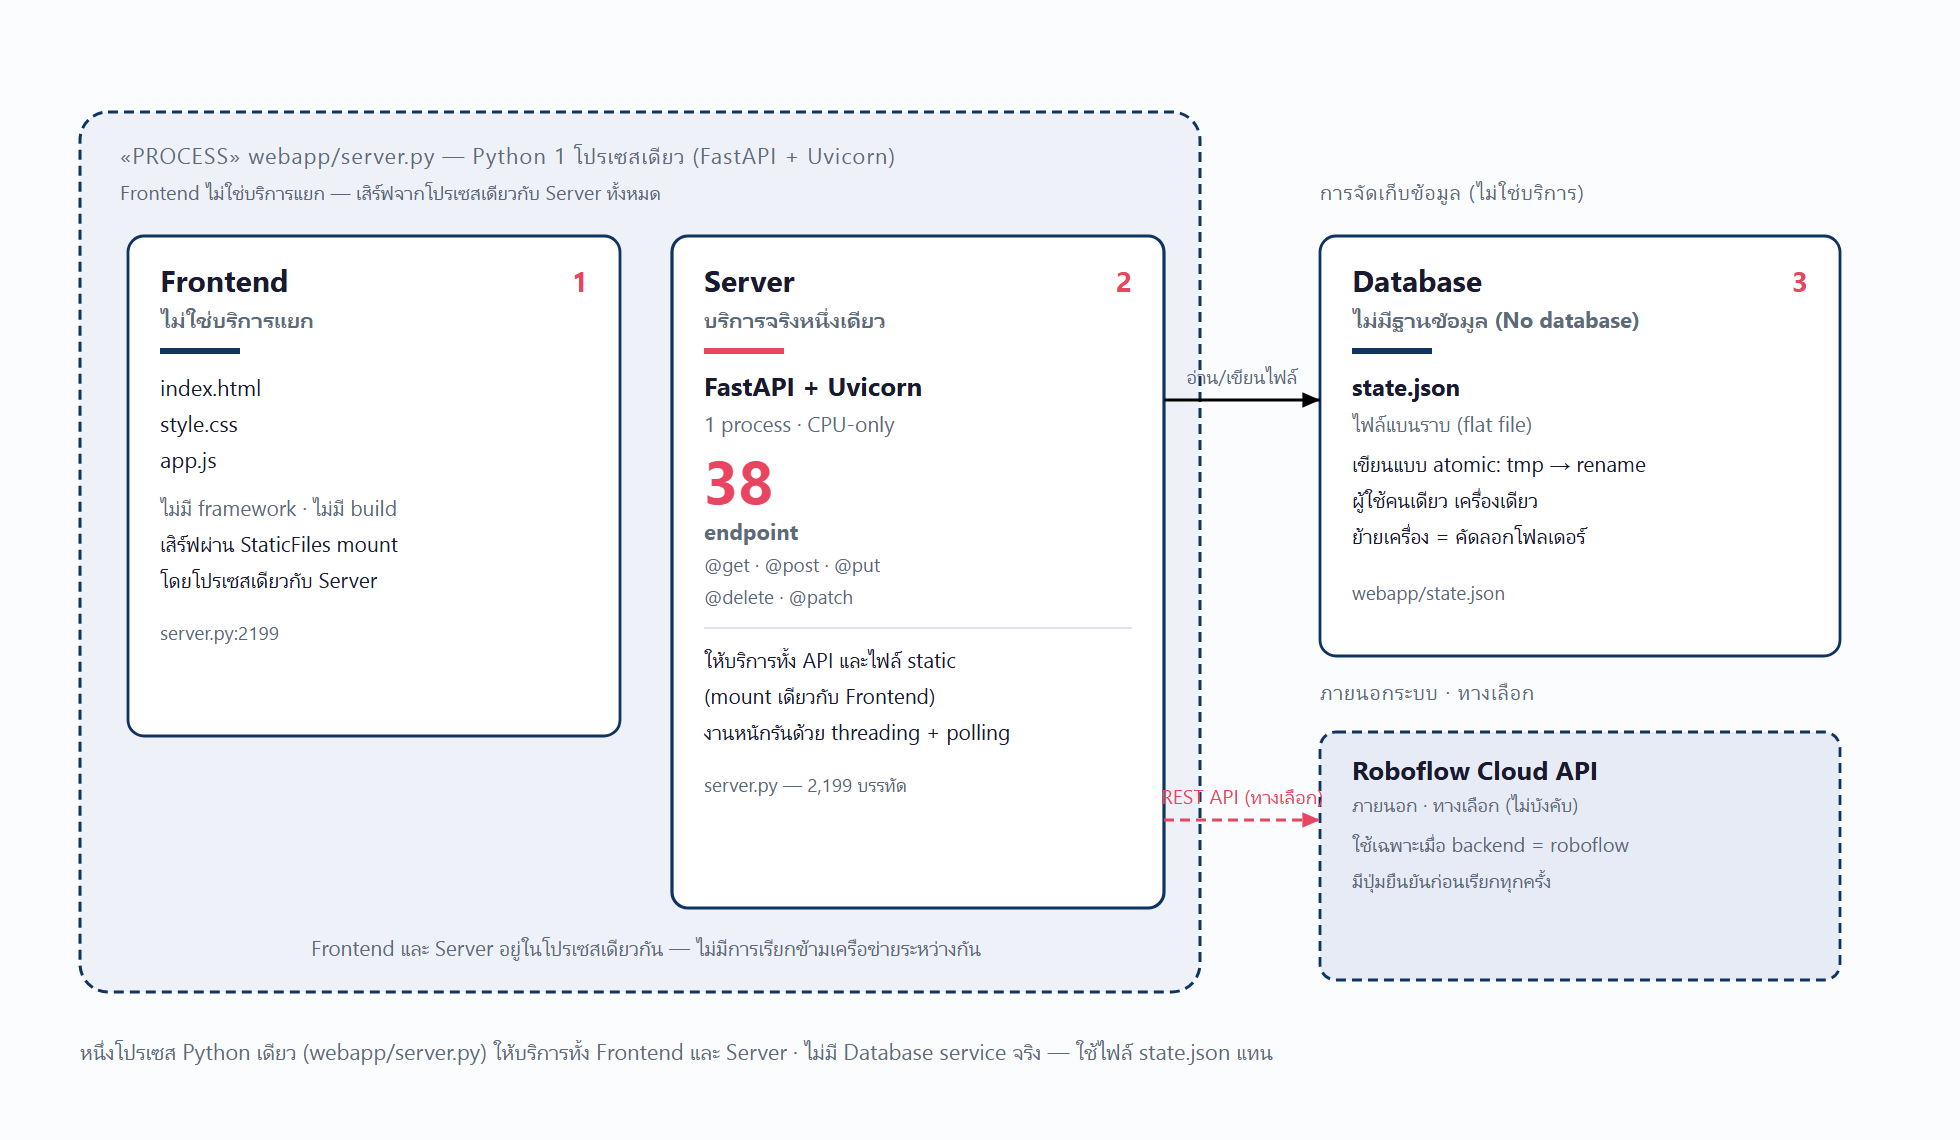 «PROCESS» webapp/server.py — Python 1 โปรเซสเดียว (FastAPI + Uvicorn)
Frontend ไม่ใช่บริการแยก — เสิร์ฟจากโปรเซสเดียวกับ Server ทั้งหมด
Frontend
1
ไม่ใช่บริการแยก
index.html
style.css
app.js
ไม่มี framework · ไม่มี build
เสิร์ฟผ่าน StaticFiles mount
โดยโปรเซสเดียวกับ Server
server.py:2199
Server
2
บริการจริงหนึ่งเดียว
FastAPI + Uvicorn
1 process · CPU-only
38
endpoint
@get · @post · @put
@delete · @patch
ให้บริการทั้ง API และไฟล์ static
(mount เดียวกับ Frontend)
งานหนักรันด้วย threading + polling
server.py — 2,199 บรรทัด
Frontend และ Server อยู่ในโปรเซสเดียวกัน — ไม่มีการเรียกข้ามเครือข่ายระหว่างกัน
อ่าน/เขียนไฟล์
REST API (ทางเลือก)
การจัดเก็บข้อมูล (ไม่ใช่บริการ)
Database
3
ไม่มีฐานข้อมูล (No database)
state.json
ไฟล์แบนราบ (flat file)
เขียนแบบ atomic: tmp → rename
ผู้ใช้คนเดียว เครื่องเดียว
ย้ายเครื่อง = คัดลอกโฟลเดอร์
webapp/state.json
ภายนอกระบบ · ทางเลือก
Roboflow Cloud API
ภายนอก · ทางเลือก (ไม่บังคับ)
ใช้เฉพาะเมื่อ backend = roboflow
มีปุ่มยืนยันก่อนเรียกทุกครั้ง
หนึ่งโปรเซส Python เดียว (webapp/server.py) ให้บริการทั้ง Frontend และ Server · ไม่มี Database service จริง — ใช้ไฟล์ state.json แทน